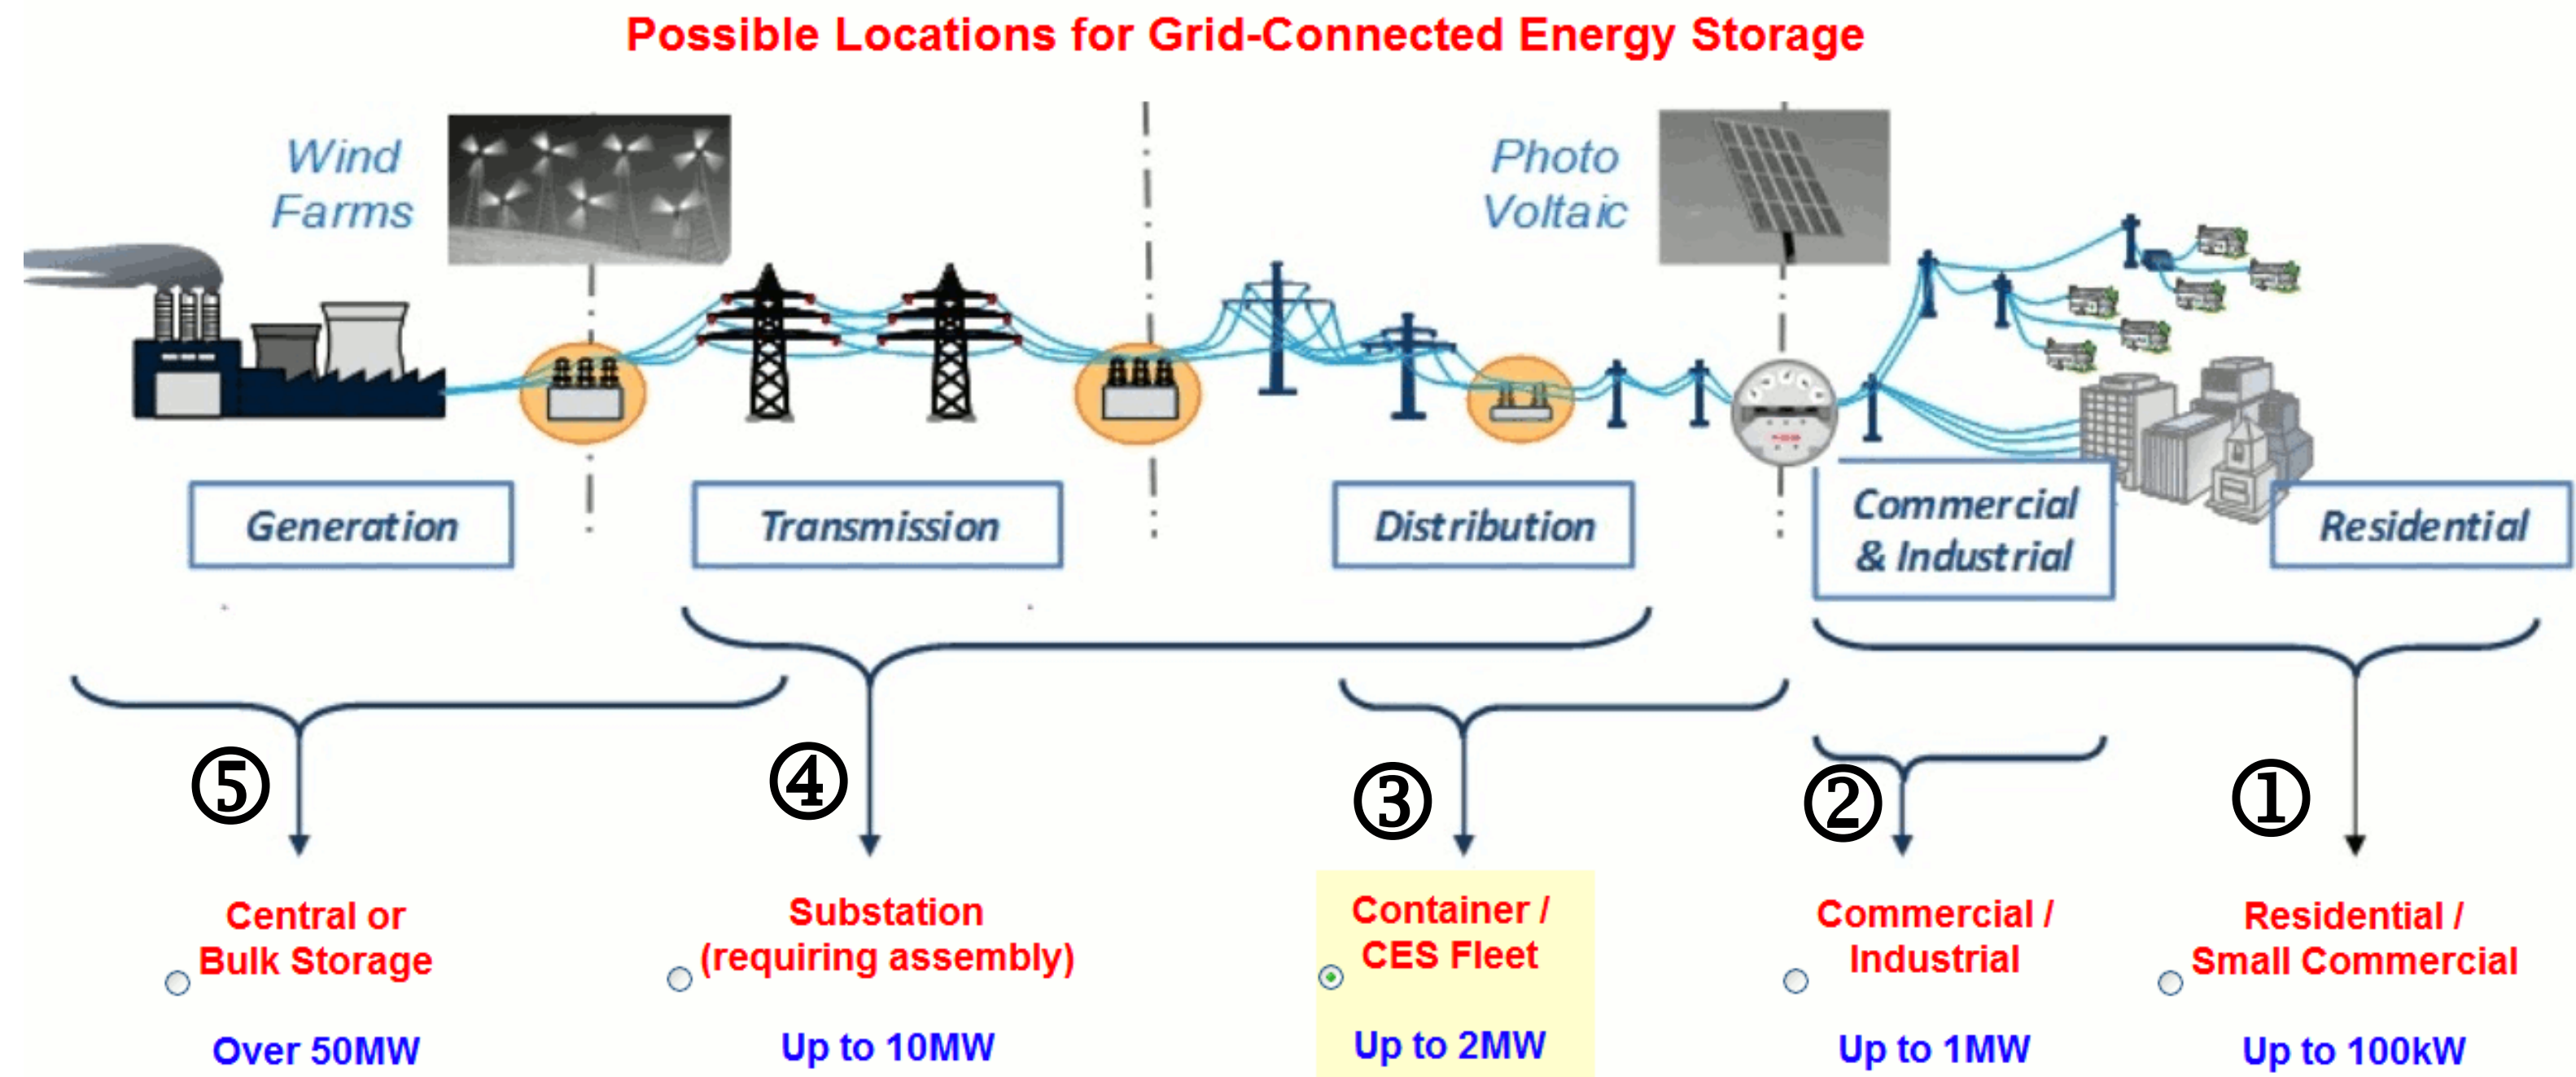 Possible Locations for Grid-Connected Energy Storage
Wind
Farms
Photo
Voltaic
Generation
Transmission
Distribution
Commercial
& Industrial
Residential
⑤
④
③
②
①
Central or
Bulk Storage
Over 50MW
Substation
(requiring assembly)
Up to 10MW
Container /
CES Fleet
Up to 2MW
Commercial /
Industrial
Up to 1MW
Residential /
Small Commercial
Up to 100kW